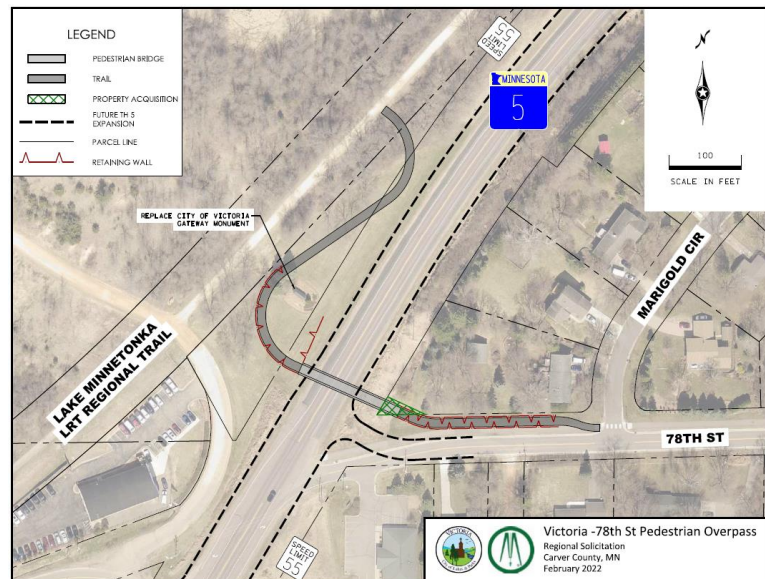 LEGEND
PEDESTRIAN BRIDGE
TRAIL
PROPERTY ACQUISITION
FUTURE TH 5
EXPANSION
PARCEL LINE
RETAINING WALL
SPEED
LIMIT
55
MINNESOTA
5
N
100
SCALE IN FEET
REPLACE CITY OF VICTORIA
GATEWAY MONUMENT
MARIGOLD CIR
LAKE MINNETONKA
LRT REGIONAL TRAIL
78TH ST
SPEED
LIMIT
55
VICTORIA
Victoria -78th St Pedestrian Overpass
Regional Solicitation
Carver County, MN
February 2022